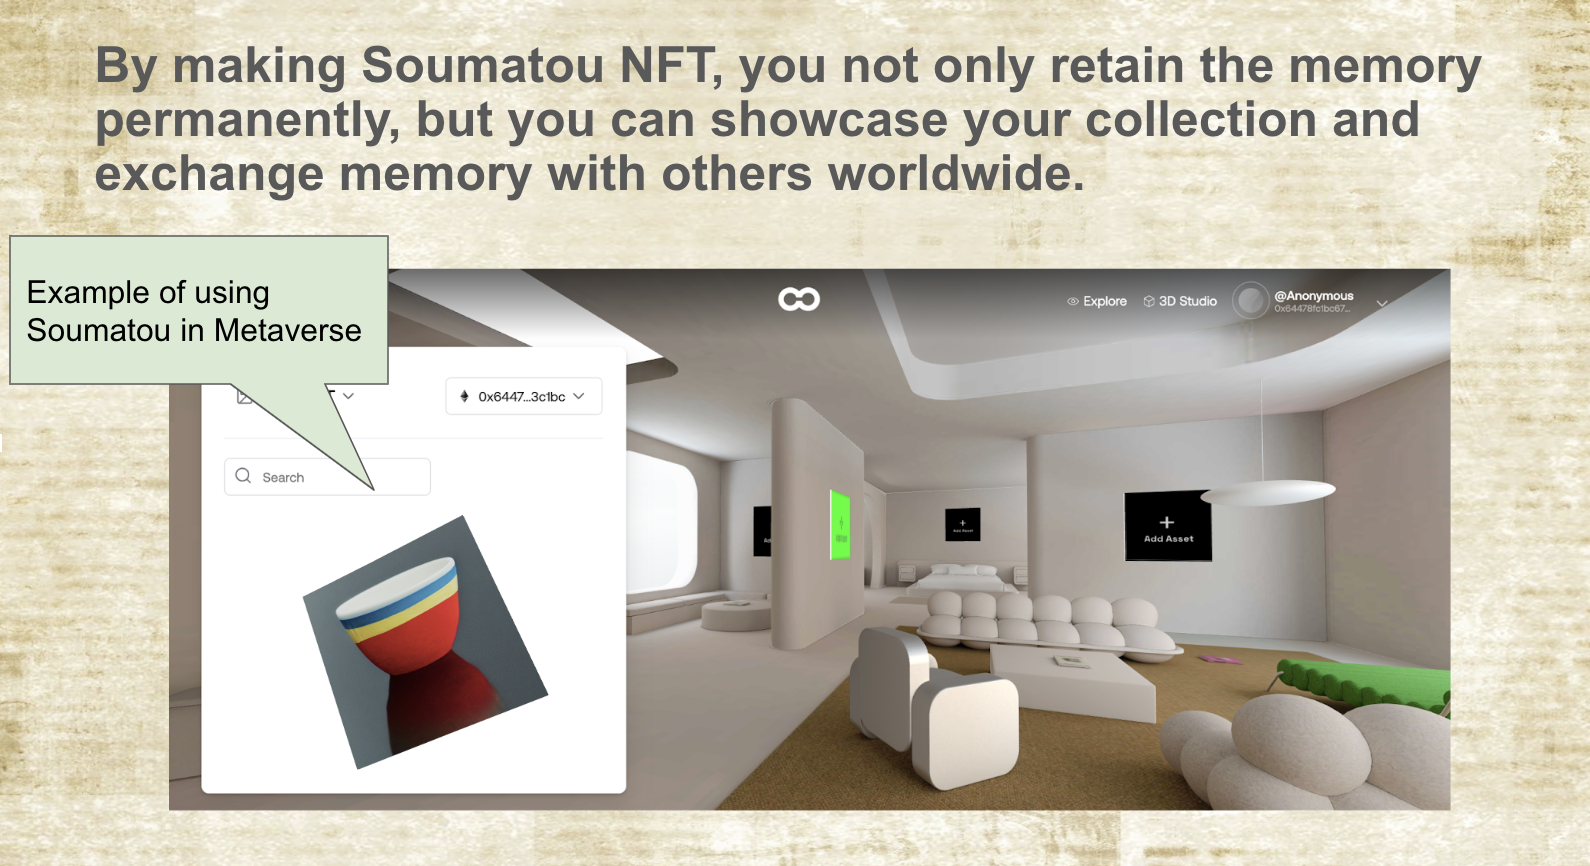 By making Soumatou NFT, you not only retain the memory
permanently, but you can showcase your collection and
exchange memory with others worldwide.
Example of using
Soumatou in Metaverse
Explore
3D Studio
@Anonymous
0x64478fc1bc67...
0x6447...3c1bc
Search
Add Asset
Add Asset